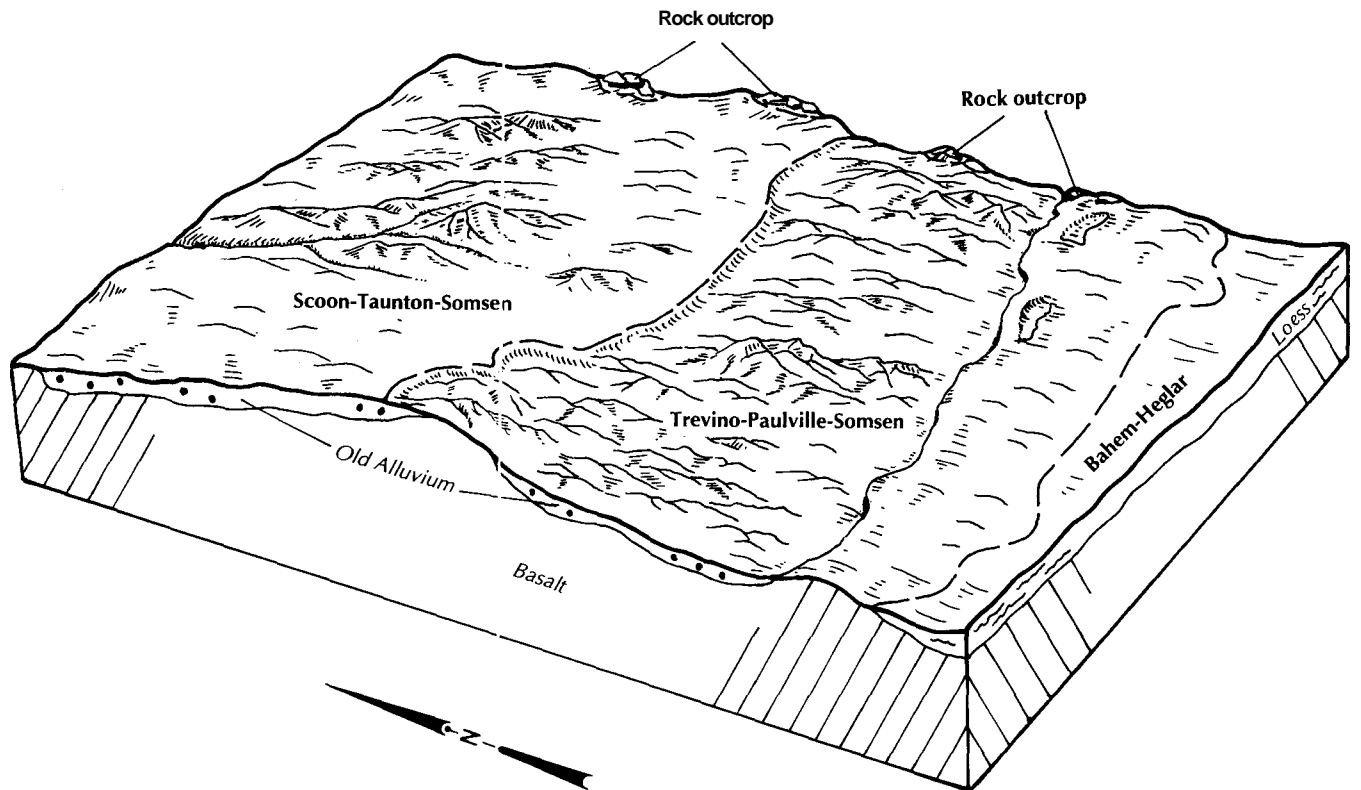 Rock outcrop
Rock outcrop
Loess
Scoon-Taunton-Somsen
Bahem-Heglar
Trevino-Paulville-Somsen
Old Alluvium
Basalt
N